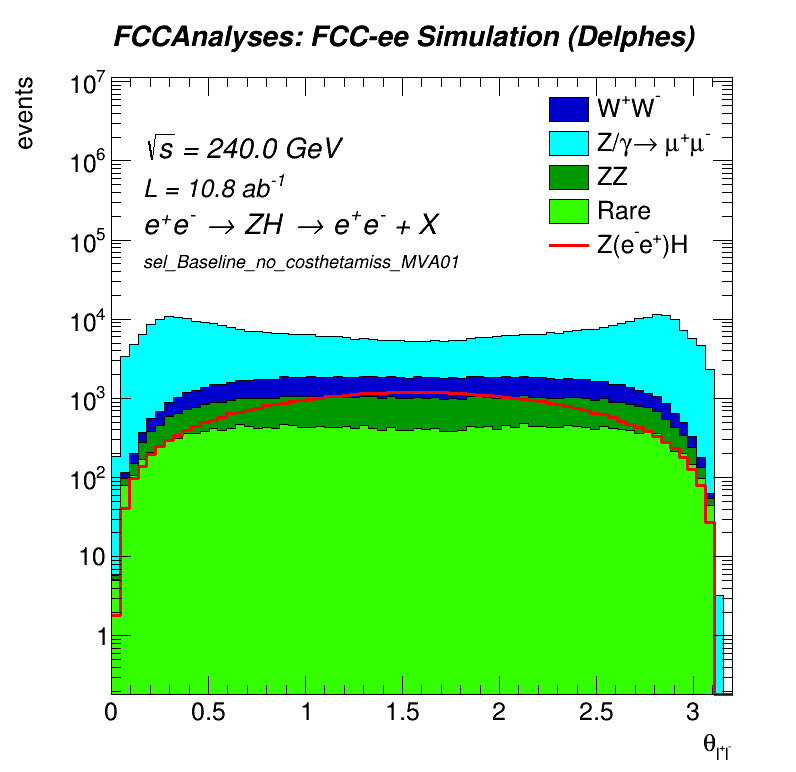 FCCAnalyses: FCC-ee Simulation (Delphes)
events
10⁷
10⁶
10⁵
10⁴
10³
10²
10
1
√s = 240.0 GeV
L = 10.8 ab⁻¹
e⁺e⁻ → ZH → e⁺e⁻ + X
sel_Baseline_no_costhetamiss_MVA01
W⁺W⁻
Z/γ→ μ⁺μ⁻
ZZ
Rare
Z(e⁻e⁺)H
0 0.5 1 1.5 2 2.5 3
θ_l⁺l⁻